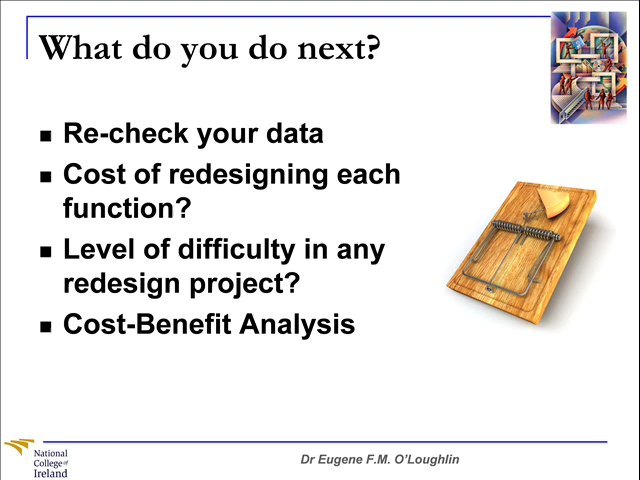 What do you do next?
Re-check your data
Cost of redesigning each
function?
Level of difficulty in any
redesign project?
Cost-Benefit Analysis
National
College of
Ireland
Dr Eugene F.M. O'Loughlin